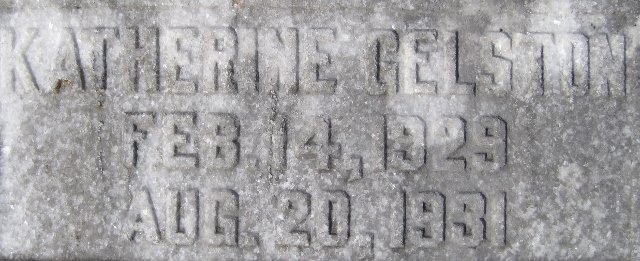 KATHERINE GELSTON
FEB. 14, 1929
AUG. 20, 1931